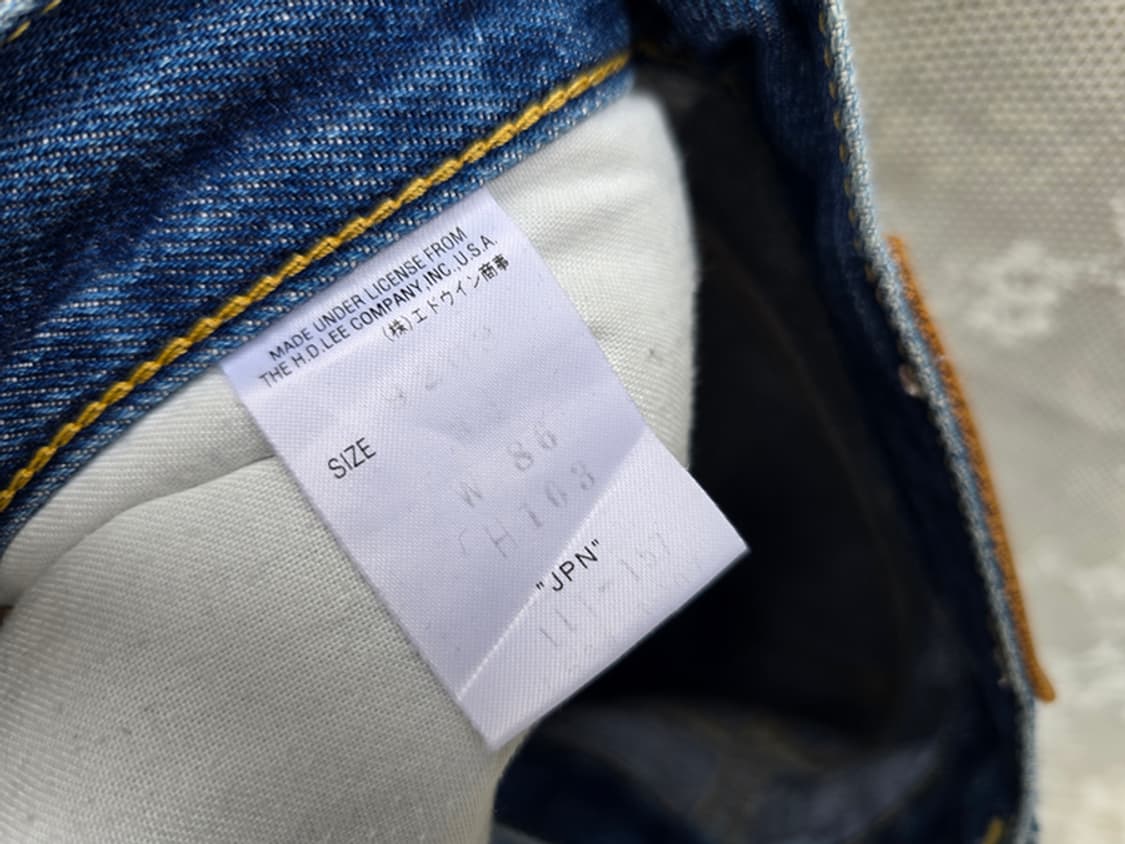 MADE UNDER LICENSE FROM
THE H.D.LEE COMPANY,INC.,U.S.A.
(株)エドウイン商事
SIZE
W 86
H103
"JPN"